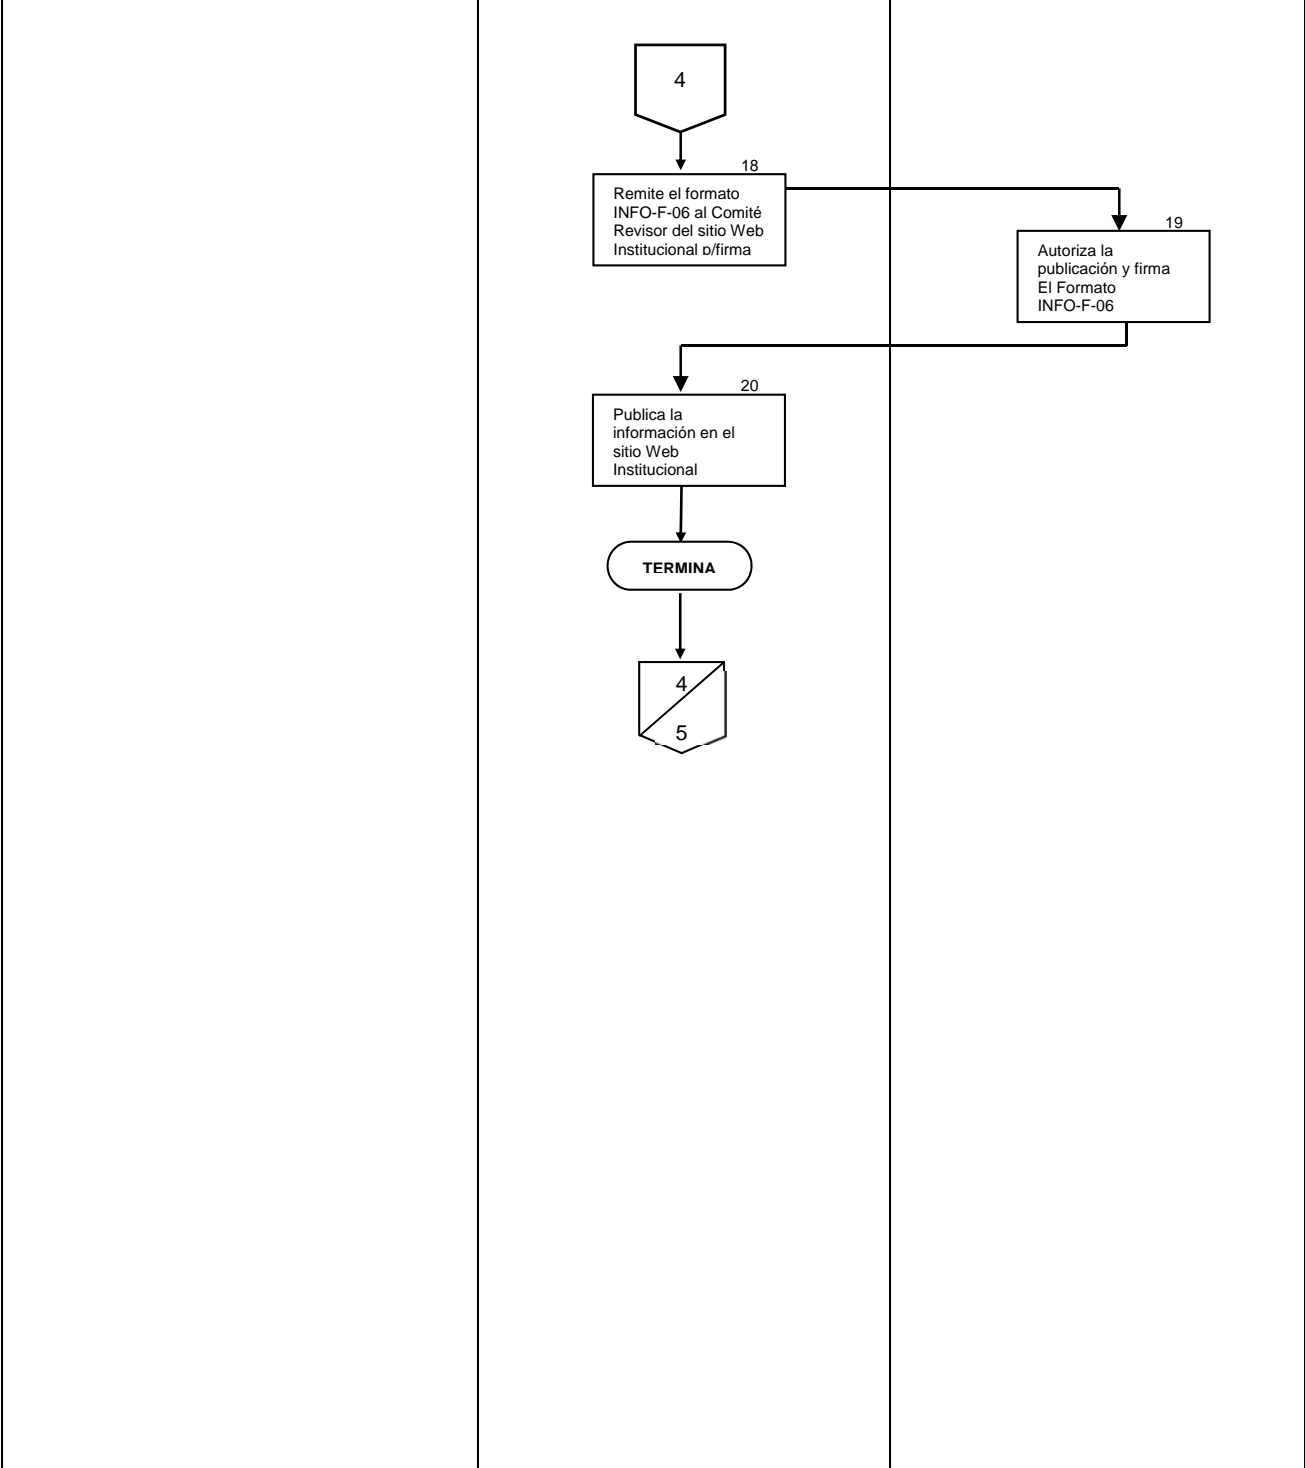 4
18
Remite el formato
INFO-F-06 al Comité
Revisor del sitio Web
Institucional p/firma
19
Autoriza la
publicación y firma
El Formato
INFO-F-06
20
Publica la
información en el
sitio Web
Institucional
TERMINA
4
5